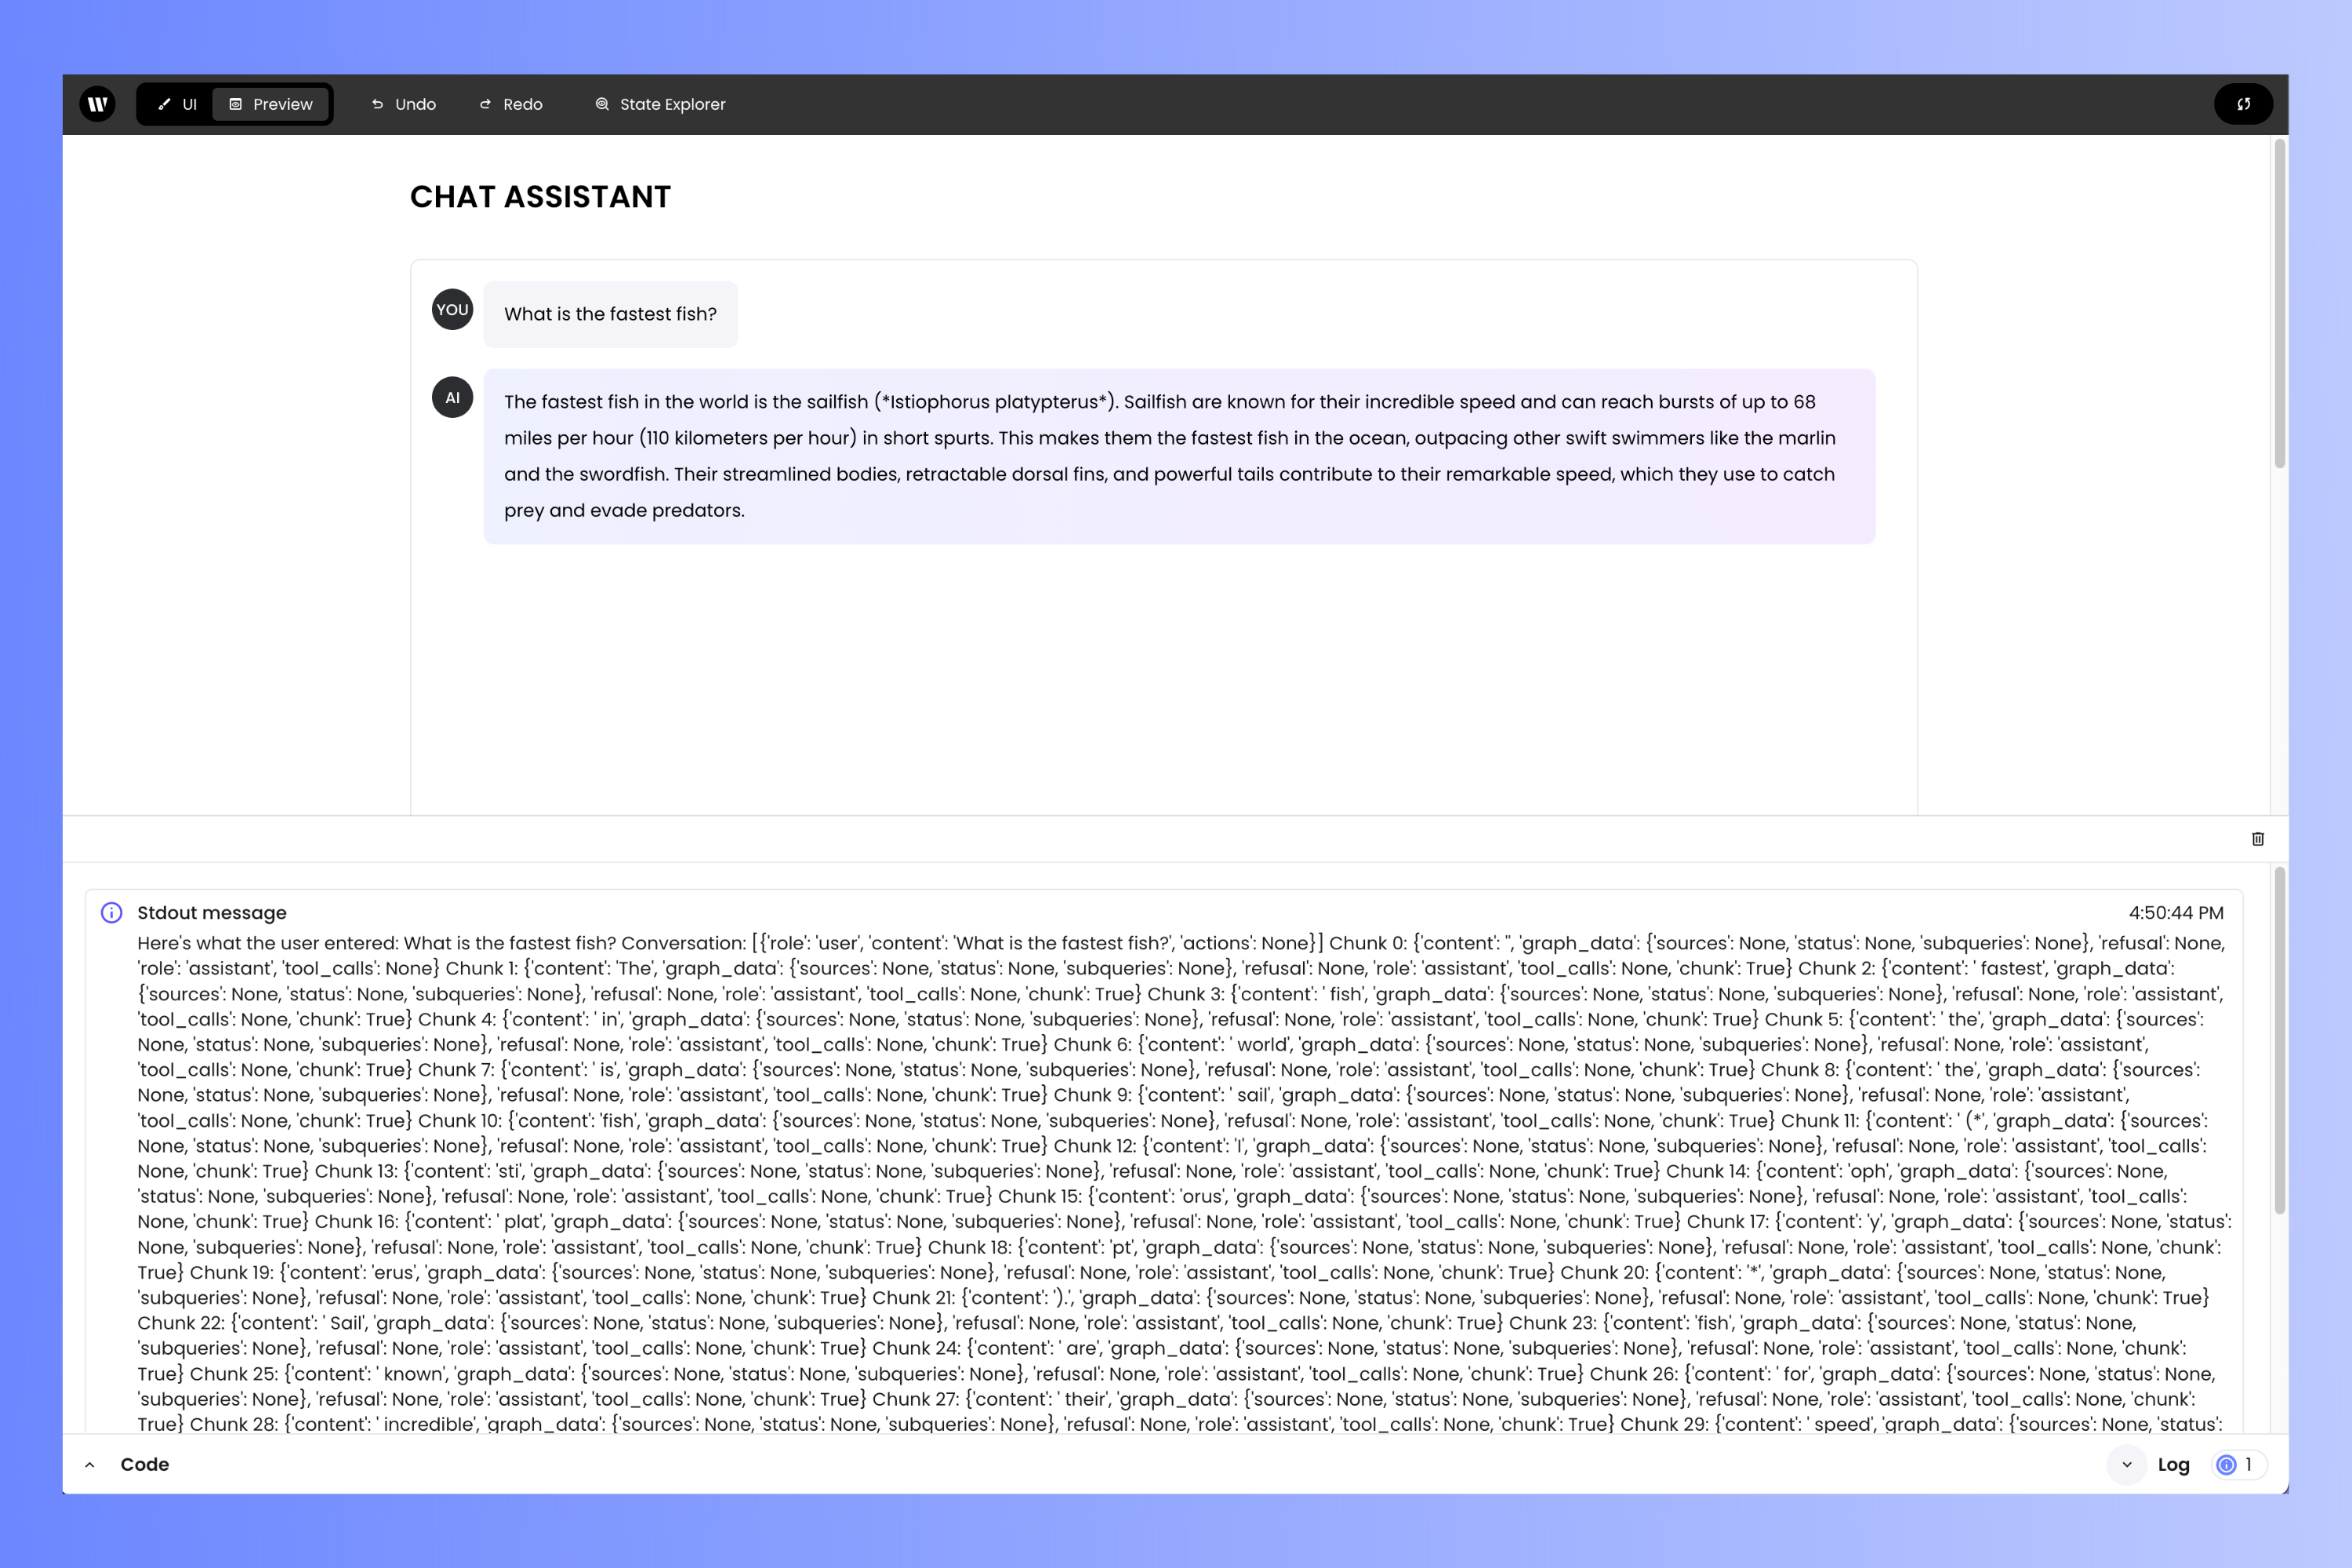 W UI Preview Undo Redo State Explorer
CHAT ASSISTANT
YOU What is the fastest fish?
AI The fastest fish in the world is the sailfish (*Istiophorus platypterus*). Sailfish are known for their incredible speed and can reach bursts of up to 68
miles per hour (110 kilometers per hour) in short spurts. This makes them the fastest fish in the ocean, outpacing other swift swimmers like the marlin
and the swordfish. Their streamlined bodies, retractable dorsal fins, and powerful tails contribute to their remarkable speed, which they use to catch
prey and evade predators.
Stdout message 4:50:44 PM
Here's what the user entered: What is the fastest fish? Conversation: [{'role': 'user', 'content': 'What is the fastest fish?', 'actions': None}] Chunk 0: {'content': '', 'graph_data': {'sources': None, 'status': None, 'subqueries': None}, 'refusal': None,
'role': 'assistant', 'tool_calls': None} Chunk 1: {'content': 'The', 'graph_data': {'sources': None, 'status': None, 'subqueries': None}, 'refusal': None, 'role': 'assistant', 'tool_calls': None, 'chunk': True} Chunk 2: {'content': ' fastest', 'graph_data':
{'sources': None, 'status': None, 'subqueries': None}, 'refusal': None, 'role': 'assistant', 'tool_calls': None, 'chunk': True} Chunk 3: {'content': ' fish', 'graph_data': {'sources': None, 'status': None, 'subqueries': None}, 'refusal': None, 'role': 'assistant',
'tool_calls': None, 'chunk': True} Chunk 4: {'content': ' in', 'graph_data': {'sources': None, 'status': None, 'subqueries': None}, 'refusal': None, 'role': 'assistant', 'tool_calls': None, 'chunk': True} Chunk 5: {'content': ' the', 'graph_data': {'sources':
None, 'status': None, 'subqueries': None}, 'refusal': None, 'role': 'assistant', 'tool_calls': None, 'chunk': True} Chunk 6: {'content': ' world', 'graph_data': {'sources': None, 'status': None, 'subqueries': None}, 'refusal': None, 'role': 'assistant',
'tool_calls': None, 'chunk': True} Chunk 7: {'content': ' is', 'graph_data': {'sources': None, 'status': None, 'subqueries': None}, 'refusal': None, 'role': 'assistant', 'tool_calls': None, 'chunk': True} Chunk 8: {'content': ' the', 'graph_data': {'sources':
None, 'status': None, 'subqueries': None}, 'refusal': None, 'role': 'assistant', 'tool_calls': None, 'chunk': True} Chunk 9: {'content': ' sail', 'graph_data': {'sources': None, 'status': None, 'subqueries': None}, 'refusal': None, 'role': 'assistant',
'tool_calls': None, 'chunk': True} Chunk 10: {'content': 'fish', 'graph_data': {'sources': None, 'status': None, 'subqueries': None}, 'refusal': None, 'role': 'assistant', 'tool_calls': None, 'chunk': True} Chunk 11: {'content': ' (*', 'graph_data': {'sources':
None, 'status': None, 'subqueries': None}, 'refusal': None, 'role': 'assistant', 'tool_calls': None, 'chunk': True} Chunk 12: {'content': 'I', 'graph_data': {'sources': None, 'status': None, 'subqueries': None}, 'refusal': None, 'role': 'assistant', 'tool_calls':
None, 'chunk': True} Chunk 13: {'content': 'sti', 'graph_data': {'sources': None, 'status': None, 'subqueries': None}, 'refusal': None, 'role': 'assistant', 'tool_calls': None, 'chunk': True} Chunk 14: {'content': 'oph', 'graph_data': {'sources': None,
'status': None, 'subqueries': None}, 'refusal': None, 'role': 'assistant', 'tool_calls': None, 'chunk': True} Chunk 15: {'content': 'orus', 'graph_data': {'sources': None, 'status': None, 'subqueries': None}, 'refusal': None, 'role': 'assistant', 'tool_calls':
None, 'chunk': True} Chunk 16: {'content': ' plat', 'graph_data': {'sources': None, 'status': None, 'subqueries': None}, 'refusal': None, 'role': 'assistant', 'tool_calls': None, 'chunk': True} Chunk 17: {'content': 'y', 'graph_data': {'sources': None, 'status':
None, 'subqueries': None}, 'refusal': None, 'role': 'assistant', 'tool_calls': None, 'chunk': True} Chunk 18: {'content': 'pt', 'graph_data': {'sources': None, 'status': None, 'subqueries': None}, 'refusal': None, 'role': 'assistant', 'tool_calls': None, 'chunk':
True} Chunk 19: {'content': 'erus', 'graph_data': {'sources': None, 'status': None, 'subqueries': None}, 'refusal': None, 'role': 'assistant', 'tool_calls': None, 'chunk': True} Chunk 20: {'content': '*', 'graph_data': {'sources': None, 'status': None,
'subqueries': None}, 'refusal': None, 'role': 'assistant', 'tool_calls': None, 'chunk': True} Chunk 21: {'content': ').', 'graph_data': {'sources': None, 'status': None, 'subqueries': None}, 'refusal': None, 'role': 'assistant', 'tool_calls': None, 'chunk': True}
Chunk 22: {'content': ' Sail', 'graph_data': {'sources': None, 'status': None, 'subqueries': None}, 'refusal': None, 'role': 'assistant', 'tool_calls': None, 'chunk': True} Chunk 23: {'content': 'fish', 'graph_data': {'sources': None, 'status': None,
'subqueries': None}, 'refusal': None, 'role': 'assistant', 'tool_calls': None, 'chunk': True} Chunk 24: {'content': ' are', 'graph_data': {'sources': None, 'status': None, 'subqueries': None}, 'refusal': None, 'role': 'assistant', 'tool_calls': None, 'chunk':
True} Chunk 25: {'content': ' known', 'graph_data': {'sources': None, 'status': None, 'subqueries': None}, 'refusal': None, 'role': 'assistant', 'tool_calls': None, 'chunk': True} Chunk 26: {'content': ' for', 'graph_data': {'sources': None, 'status': None,
'subqueries': None}, 'refusal': None, 'role': 'assistant', 'tool_calls': None, 'chunk': True} Chunk 27: {'content': ' their', 'graph_data': {'sources': None, 'status': None, 'subqueries': None}, 'refusal': None, 'role': 'assistant', 'tool_calls': None, 'chunk':
True} Chunk 28: {'content': ' incredible', 'graph_data': {'sources': None, 'status': None, 'subqueries': None}, 'refusal': None, 'role': 'assistant', 'tool_calls': None, 'chunk': True} Chunk 29: {'content': ' speed', 'graph_data': {'sources': None, 'status':
Code Log 1